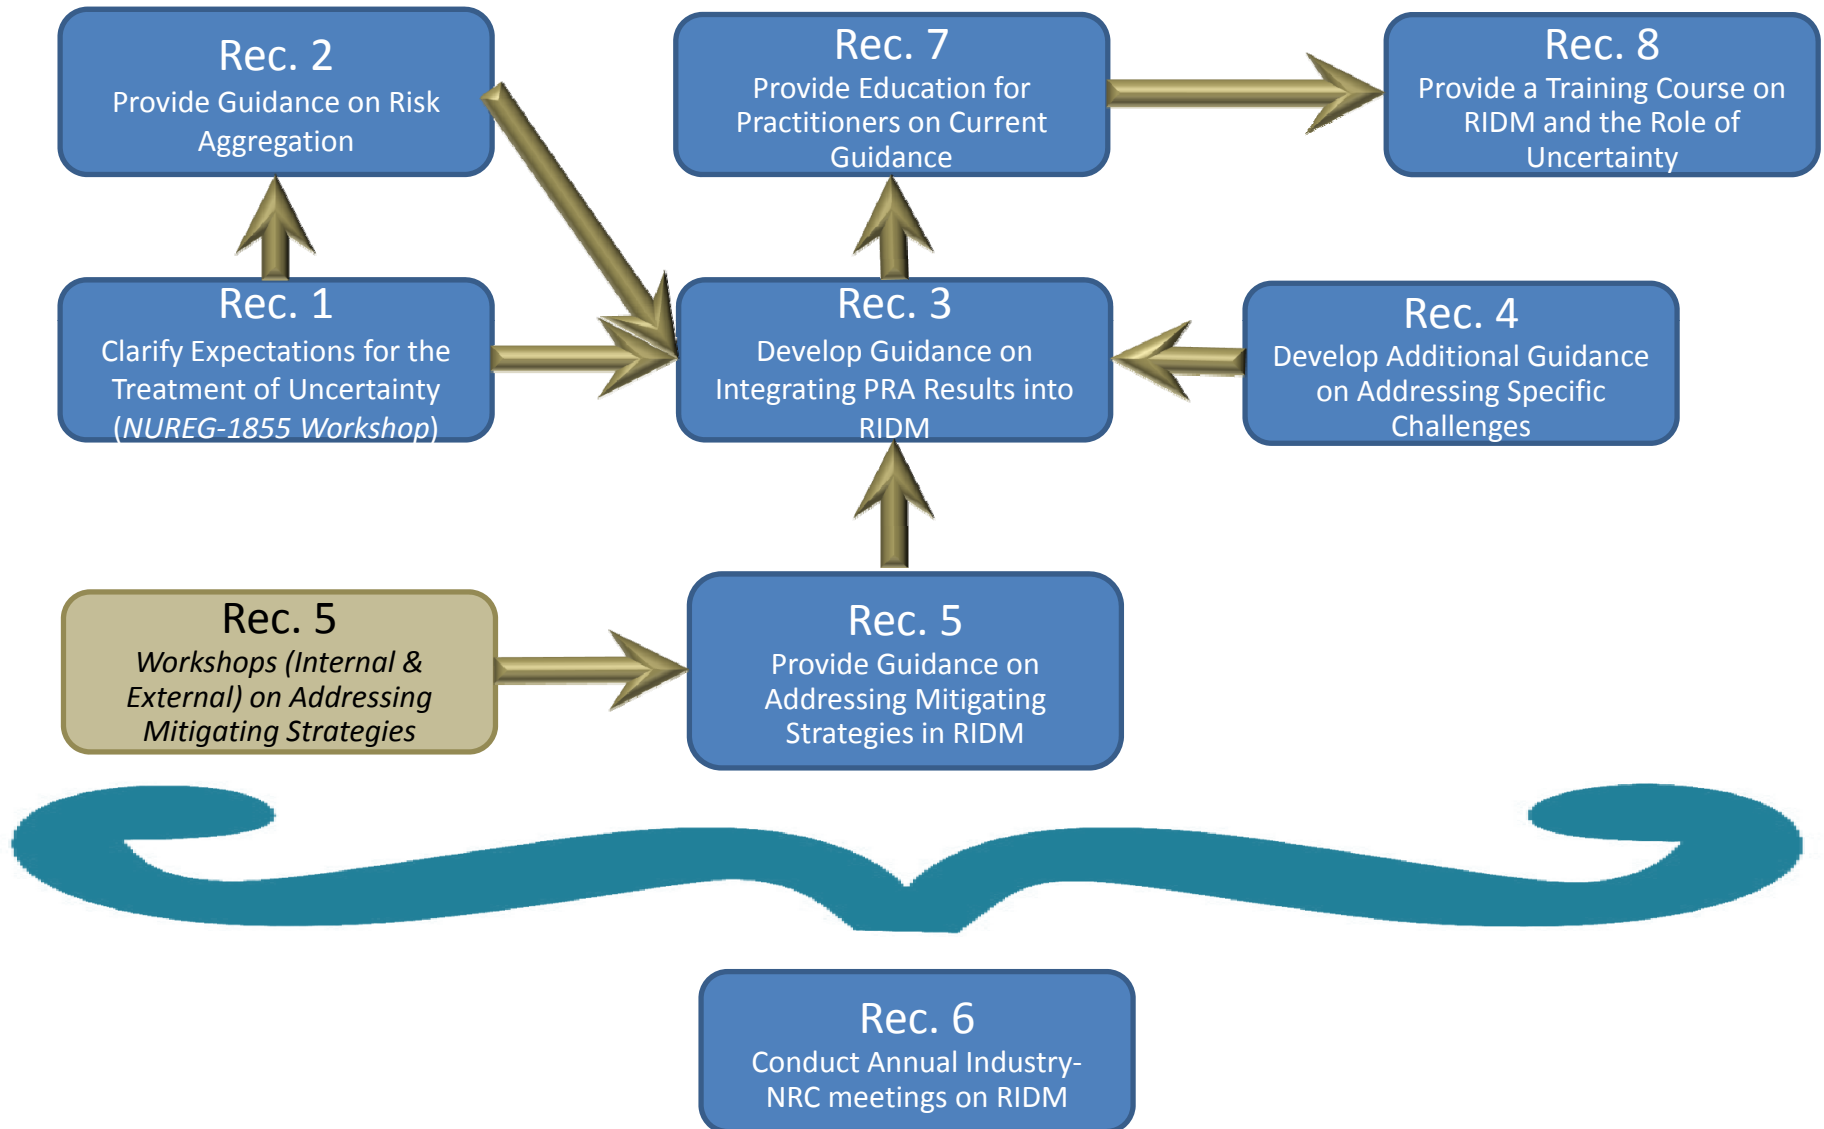 Rec. 2
Provide Guidance on Risk
Aggregation
Rec. 7
Provide Education for
Practitioners on Current
Guidance
Rec. 8
Provide a Training Course on
RIDM and the Role of
Uncertainty
Rec. 1
Clarify Expectations for the
Treatment of Uncertainty
(NUREG-1855 Workshop)
Rec. 3
Develop Guidance on
Integrating PRA Results into
RIDM
Rec. 4
Develop Additional Guidance
on Addressing Specific
Challenges
Rec. 5
Workshops (Internal &
External) on Addressing
Mitigating Strategies
Rec. 5
Provide Guidance on
Addressing Mitigating
Strategies in RIDM
Rec. 6
Conduct Annual Industry-
NRC meetings on RIDM